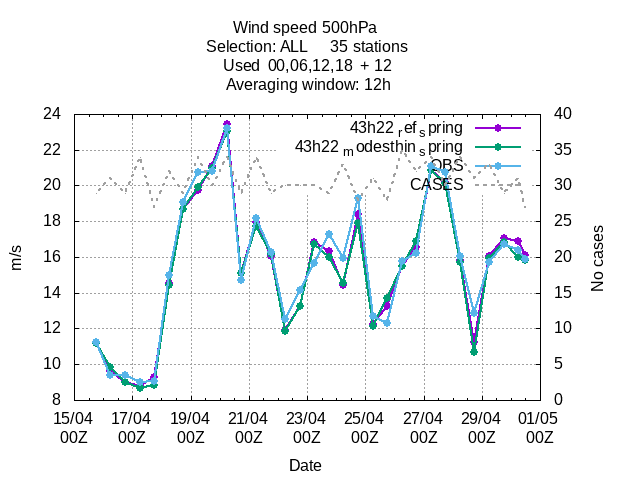 Wind speed 500hPa
Selection: ALL 35 stations
Used 00,06,12,18 + 12
Averaging window: 12h
24 40
43h22 ref spring
22 35
43h22 modesthin spring
OBS
20 30
CASES
18 25
16 20
14 15
12 10
10 5
8 0
m/s
No cases
15/04 17/04 19/04 21/04 23/04 25/04 27/04 29/04 01/05
00Z 00Z 00Z 00Z 00Z 00Z 00Z 00Z 00Z
Date